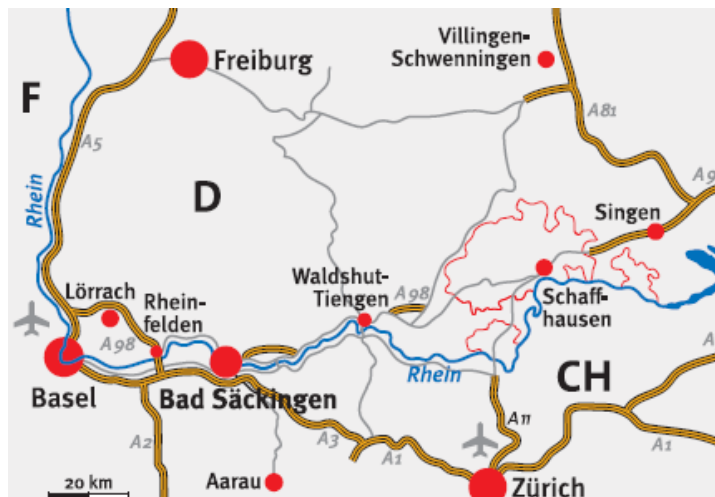 Villingen-
Schwenningen
Freiburg
F
A5
A81
Rhein
D
A9
Singen
Rhein
Waldshut-
Tiengen
A98
Lörrach
Rhein-
felden
Schaff-
hausen
A98
Rhein
CH
Basel
Bad Säckingen
A11
A2
A3
A1
A1
20 km
Aarau
Zürich